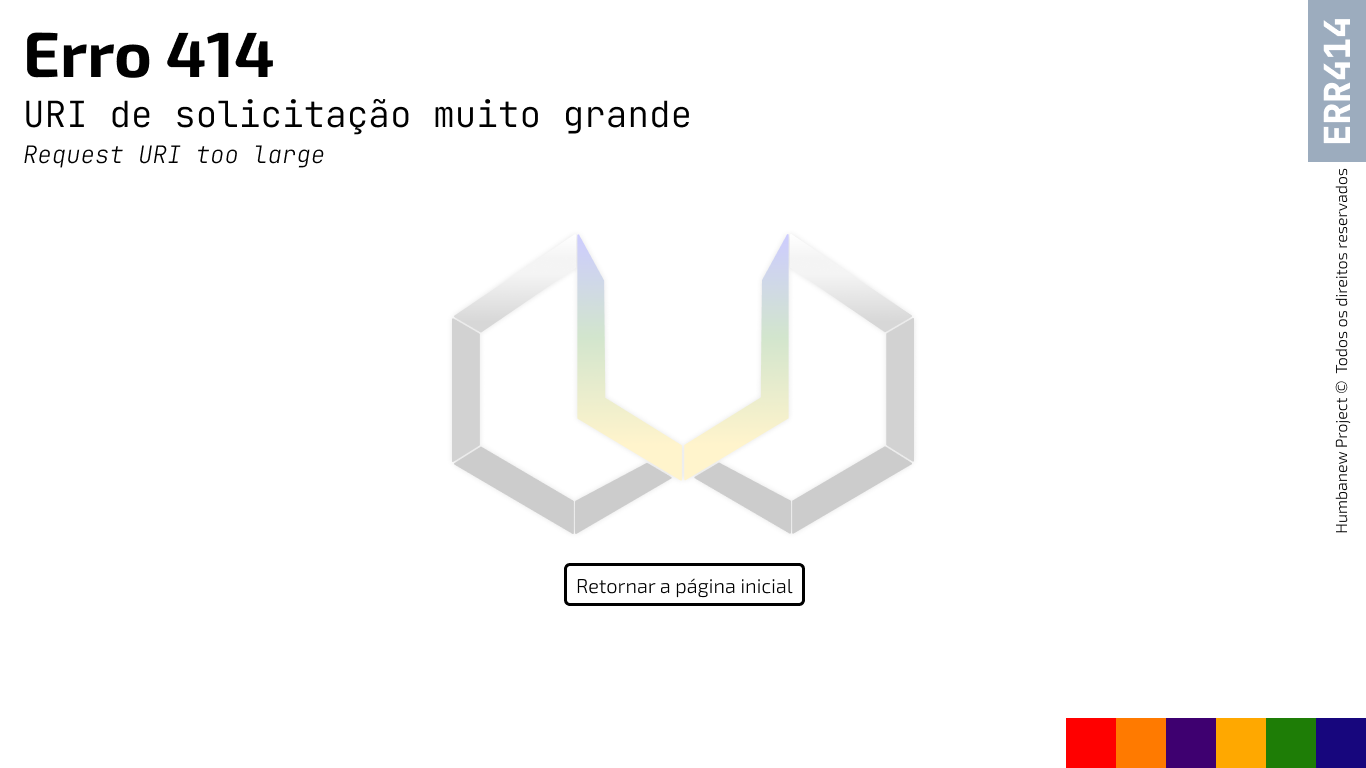 Erro 414
URI de solicitação muito grande
Request URI too large
ERR414
Humbanew Project © Todos os direitos reservados
Retornar a página inicial